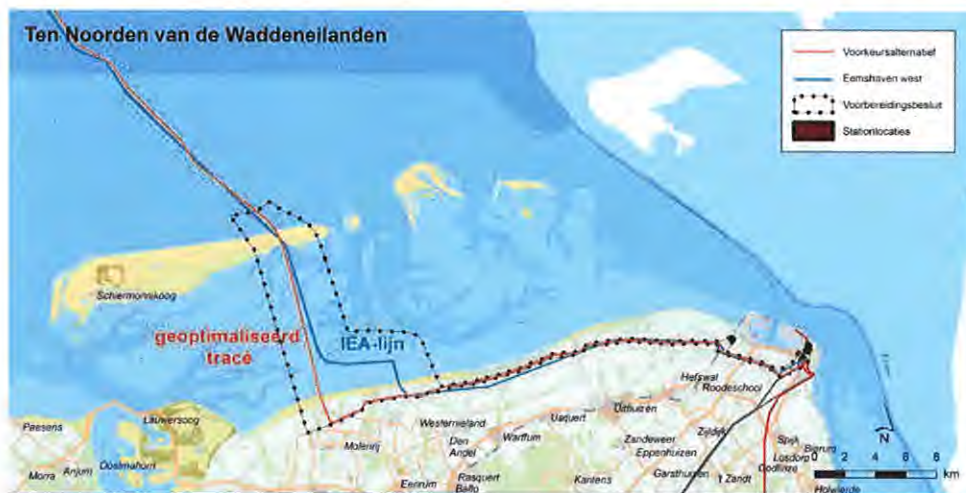 Ten Noorden van de Waddeneilanden
Voorkeursalternatief
Eemshaven west
Voorbereidingsbesluit
Stationlocaties
Schiermonnikoog
geoptimaliseerd
tracé
IEA-lijn
Hefswal
Roodeschool
Lauwersoog
Paesens
Oostmahorn
Morra
Anjum
Molenrij
Westernieland
Den
Andel
Warffum
Usquert
Uithuizen
Zandeweer
Eppenhuizen
Zijldijk
Spijk
Losdorp
Bierum
Godlinze
Eenrum
Rasquert
Baflo
Kantens
Garsthuizen
't Zandt
Holwierde
N
0 2 4 6 8
km